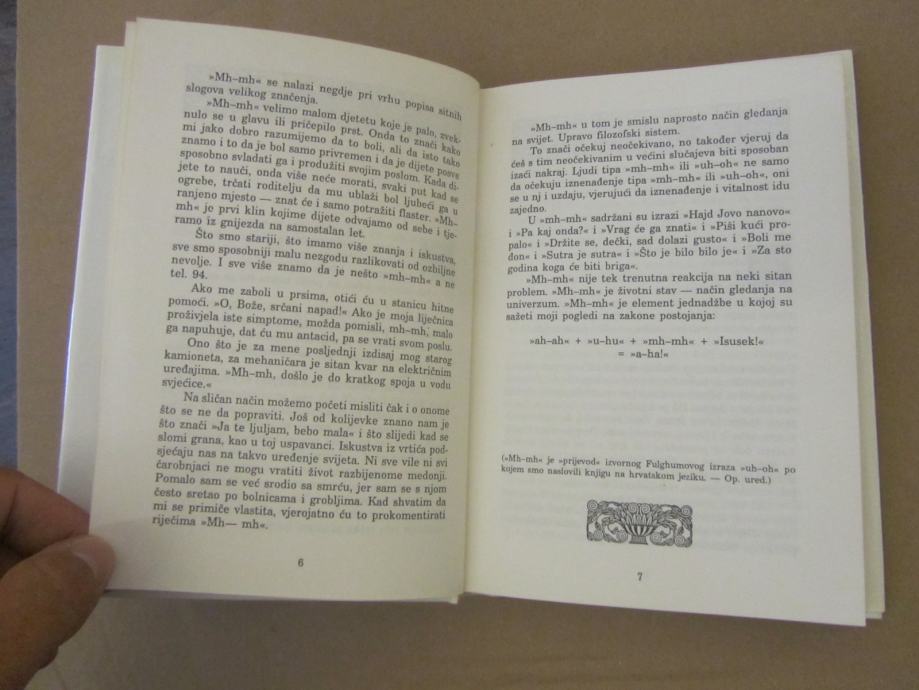 »Mh–mh« se nalazi negdje pri vrhu popisa sitnih
slogova velikog značenja.
»Mh–mh« velimo malom djetetu koje je palo, zvek-
nulo se u glavu ili pričepilo prst. Onda to znači kako
mi jako dobro razumijemo da to boli, ali da isto tako
znamo i to da je bol samo privremen i da je dijete posve
sposobno svladati ga i produžiti svojim poslom. Kada di-
jete to nauči, onda više neće morati, svaki put kad se
ogrebe, trčati roditelju da mu ublaži bol ljubeći ga u
ranjeno mjesto — znat će i samo potražiti flaster. »Mh–
mh« je prvi klin kojime dijete odvajamo od sebe i tje-
ramo iz gnijezda na samostalan let.
Što smo stariji, što imamo više znanja i iskustva,
sve smo sposobniji malu nezgodu razlikovati od ozbiljne
nevolje. I sve više znamo da je nešto »mh–mh« a ne
tel. 94.
Ako me zaboli u prsima, otići ću u stanicu hitne
pomoći. »O, Bože, srčani napad!« Ako je moja liječnica
proživjela iste simptome, možda pomisli, mh–mh, malo
ga napuhuje, dat ću mu antacid, pa se vrati svom poslu.
Ono što je za mene posljednji izdisaj mog starog
kamioneta, za mehaničara je sitan kvar na električnim
uređajima. »Mh–mh, došlo je do kratkog spoja u vodu
svjećice.«
Na sličan način možemo početi misliti čak i o onome
što se ne da popraviti. Još od kolijevke znano nam je
što znači »Ja te ljuljam, bebo mala« i što slijedi kad se
slomi grana, kao u toj uspavanci. Iskustva iz vrtića pod-
sjećaju nas na takvo uređenje svijeta. Ni sve vile ni svi
čarobnjaci ne mogu vratiti život razbijenome medonji.
Pomalo sam se već srodio sa smrću, jer sam se s njom
često sretao po bolnicama i grobljima. Kad shvatim da
mi se primiče vlastita, vjerojatno ću to prokomentirati
riječima »Mh— mh«.
6
»Mh–mh« u tom je smislu naprosto način gledanja
na svijet. Upravo filozofski sistem.
To znači očekuj neočekivano, no također vjeruj da
ćeš s tim neočekivanim u većini slučajeva biti sposoban
izaći nakraj. Ljudi tipa »mh–mh« ili »uh–oh« ne samo
da očekuju iznenađenje tipa »mh–mh« ili »uh–oh«, oni
se u nj i uzdaju, vjerujući da iznenađenje i vitalnost idu
zajedno.
U »mh–mh« sadržani su izrazi »Hajd Jovo nanovo«
i »Pa kaj onda?« i »Vrag će ga znati« i »Piši kući pro-
palo« i »Držite se, dečki, sad dolazi gusto« i »Boli me
đon« i »Sutra je sutra« i »Što je bilo bilo je« i »Za sto
godina koga će biti briga«.
»Mh–mh« nije tek trenutna reakcija na neki sitan
problem. »Mh–mh« je životni stav — način gledanja na
univerzum. »Mh–mh« je element jednadžbe u kojoj su
sažeti moji pogledi na zakone postojanja:
»ah–ah« + »u–hu« + »mh–mh« + »Isusek!«
= »a–ha!«
(»Mh–mh« je »prijevod« izvornog Fulghumovog izraza »uh–oh« po
kojem smo naslovili knjigu na hrvatskom jeziku. — Op. ured.)
7